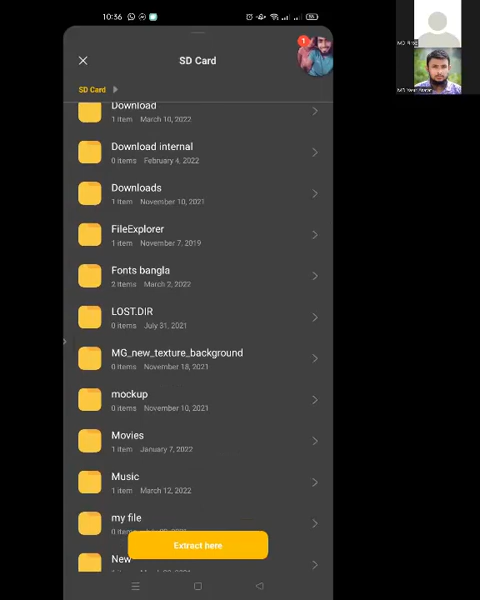 10:36
1
SD Card
SD Card
Download
1 item March 10, 2022
Download internal
0 items February 4, 2022
Downloads
1 item November 10, 2021
FileExplorer
1 item November 7, 2019
Fonts bangla
2 items March 2, 2022
LOST.DIR
0 items July 31, 2021
MG_new_texture_background
0 items November 18, 2021
mockup
0 items November 10, 2021
Movies
1 item January 7, 2022
Music
1 item March 12, 2022
my file
0 items
Extract here
New